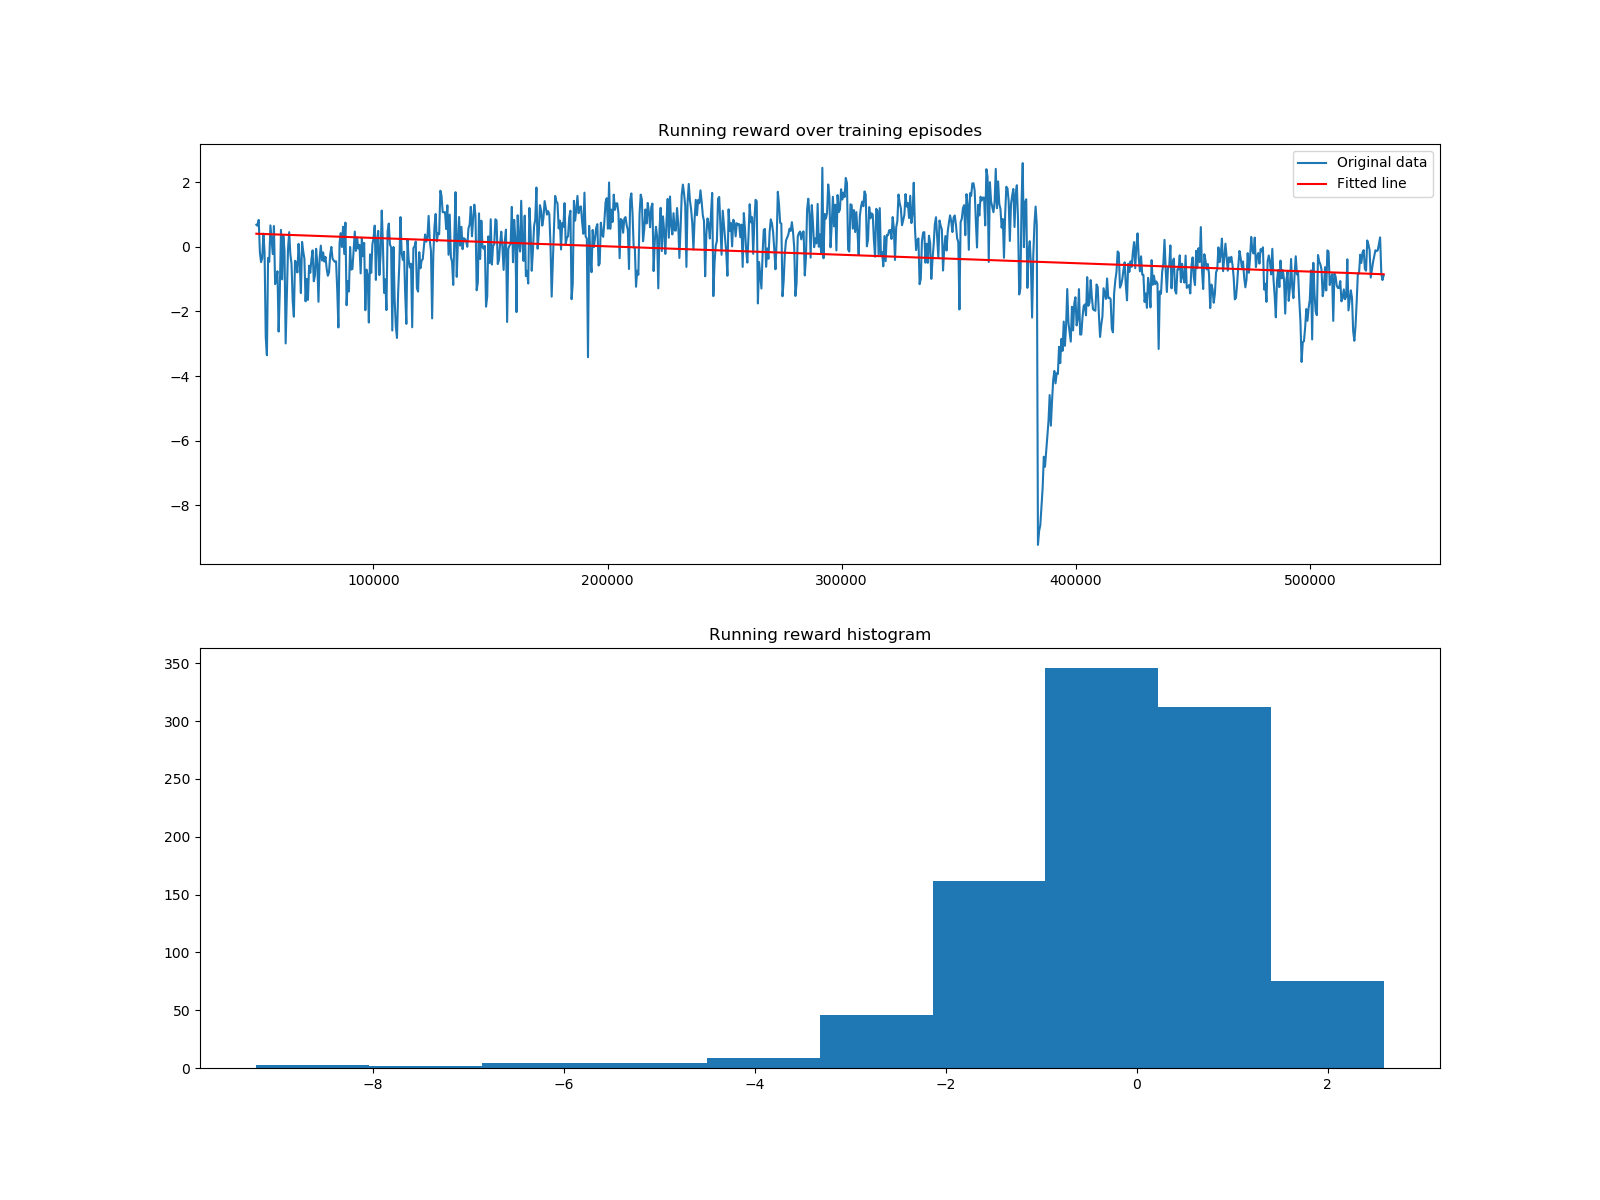 Running reward over training episodes
Original data
Fitted line
2
0
−2
−4
−6
−8
100000 200000 300000 400000 500000
Running reward histogram
350
300
250
200
150
100
50
0
−8 −6 −4 −2 0 2